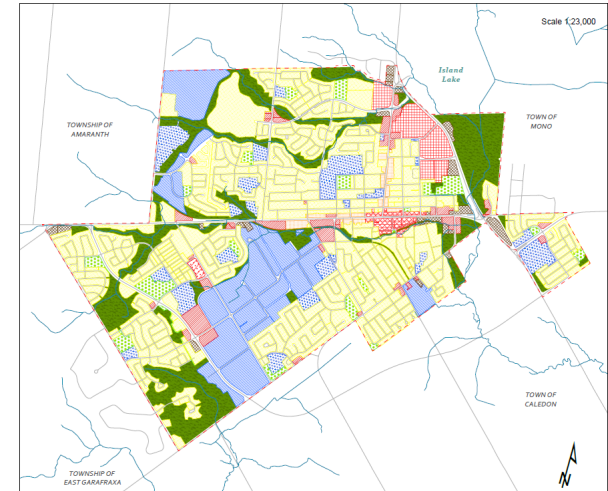 Scale 1:23,000
Island
Lake
TOWNSHIP OF
AMARANTH
TOWN OF
MONO
TOWN OF
CALEDON
TOWNSHIP OF
EAST GARAFRAXA
N